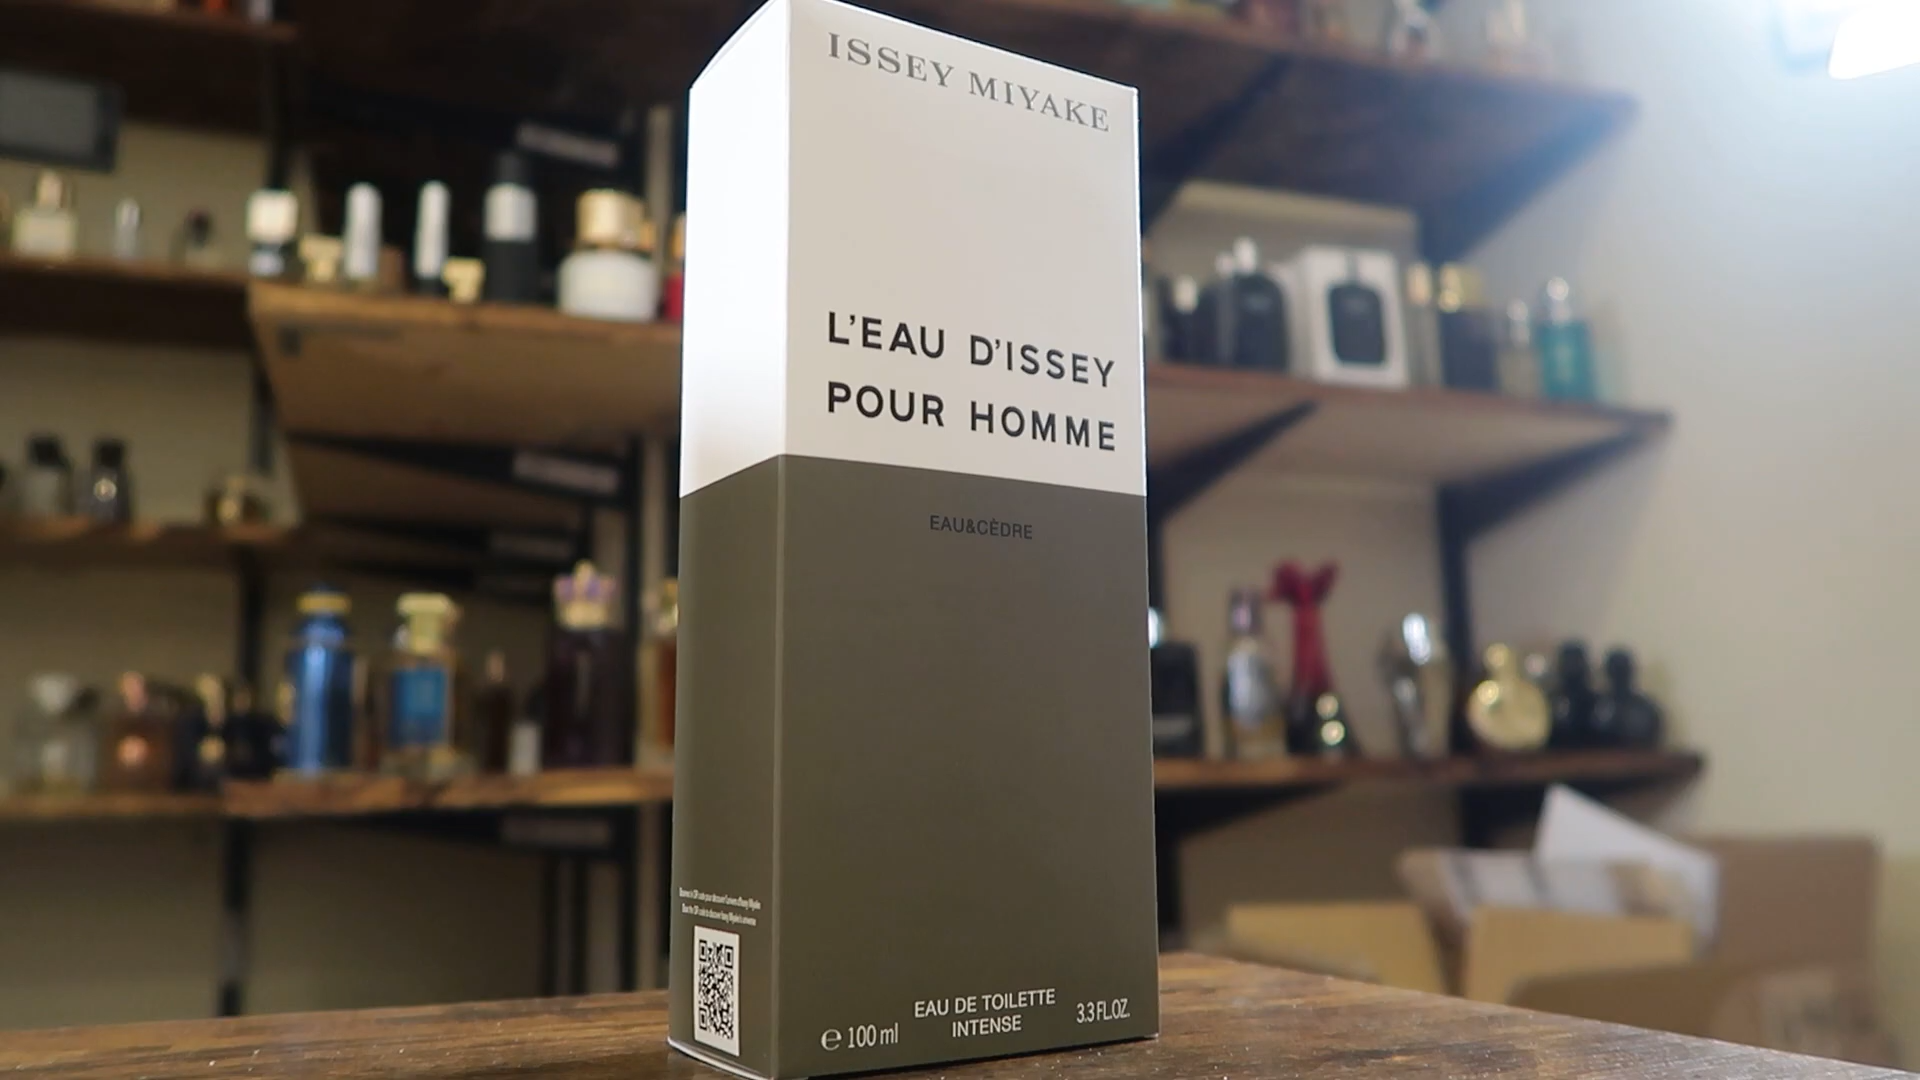 ISSEY MIYAKE
L'EAU D'ISSEY
POUR HOMME
EAU&CÈDRE
EAU DE TOILETTE
INTENSE
℮ 100 ml
3.3 FL.OZ.